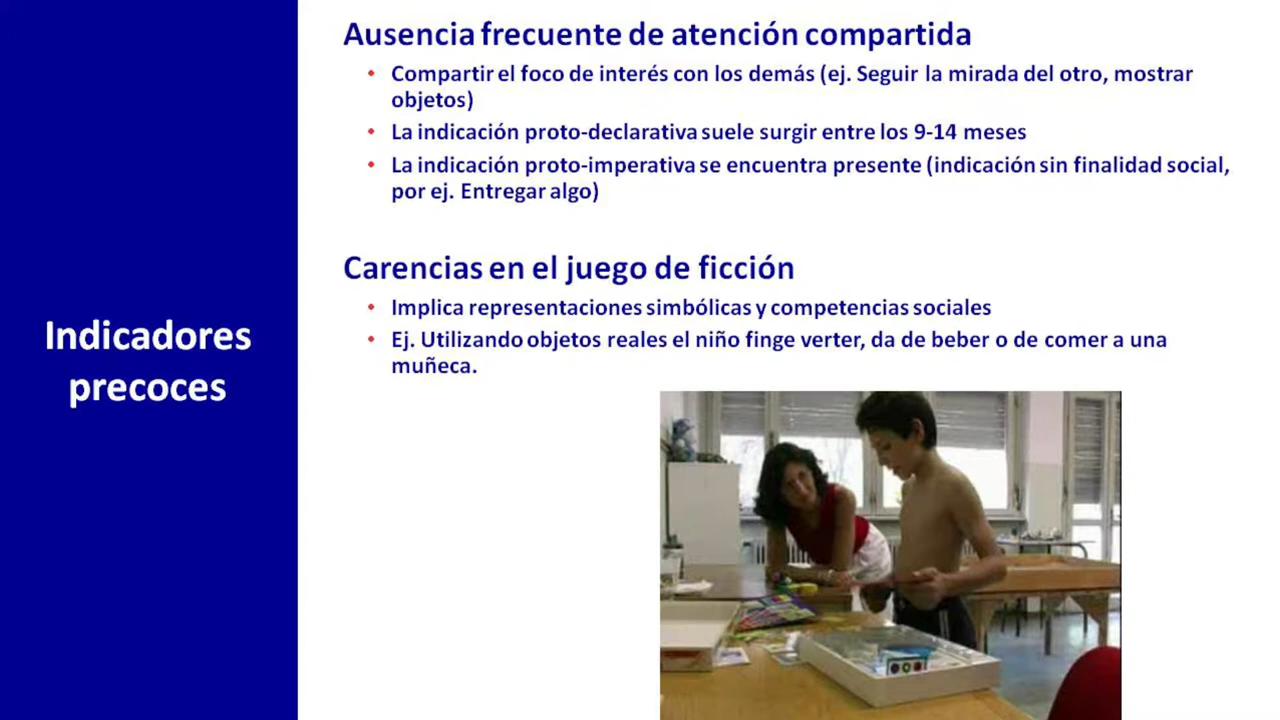 Indicadores
precoces
Ausencia frecuente de atención compartida
• Compartir el foco de interés con los demás (ej. Seguir la mirada del otro, mostrar
objetos)
• La indicación proto-declarativa suele surgir entre los 9-14 meses
• La indicación proto-imperativa se encuentra presente (indicación sin finalidad social,
por ej. Entregar algo)
Carencias en el juego de ficción
• Implica representaciones simbólicas y competencias sociales
• Ej. Utilizando objetos reales el niño finge verter, da de beber o de comer a una
muñeca.